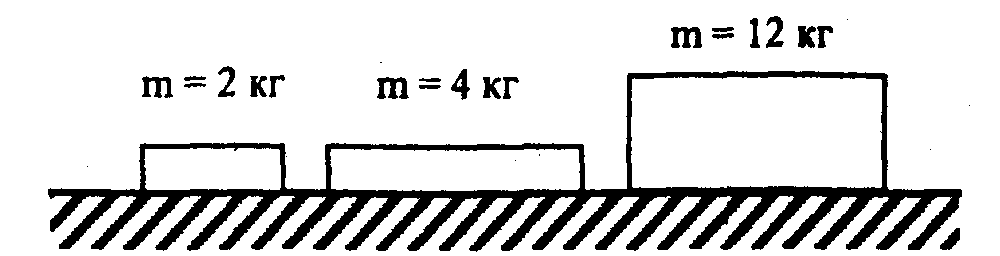 m = 2 кг
m = 4 кг
m = 12 кг